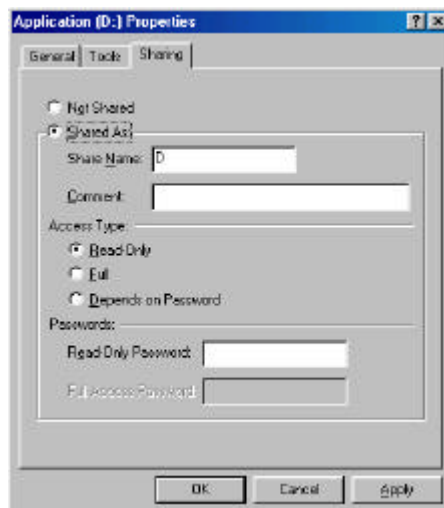 Application (D:) Properties
General Tools Sharing
Not Shared
Shared As:
Share Name: D
Comment:
Access Type:
Read-Only
Full
Depends on Password
Passwords:
Read-Only Password:
Full Access Password:
OK Cancel Apply